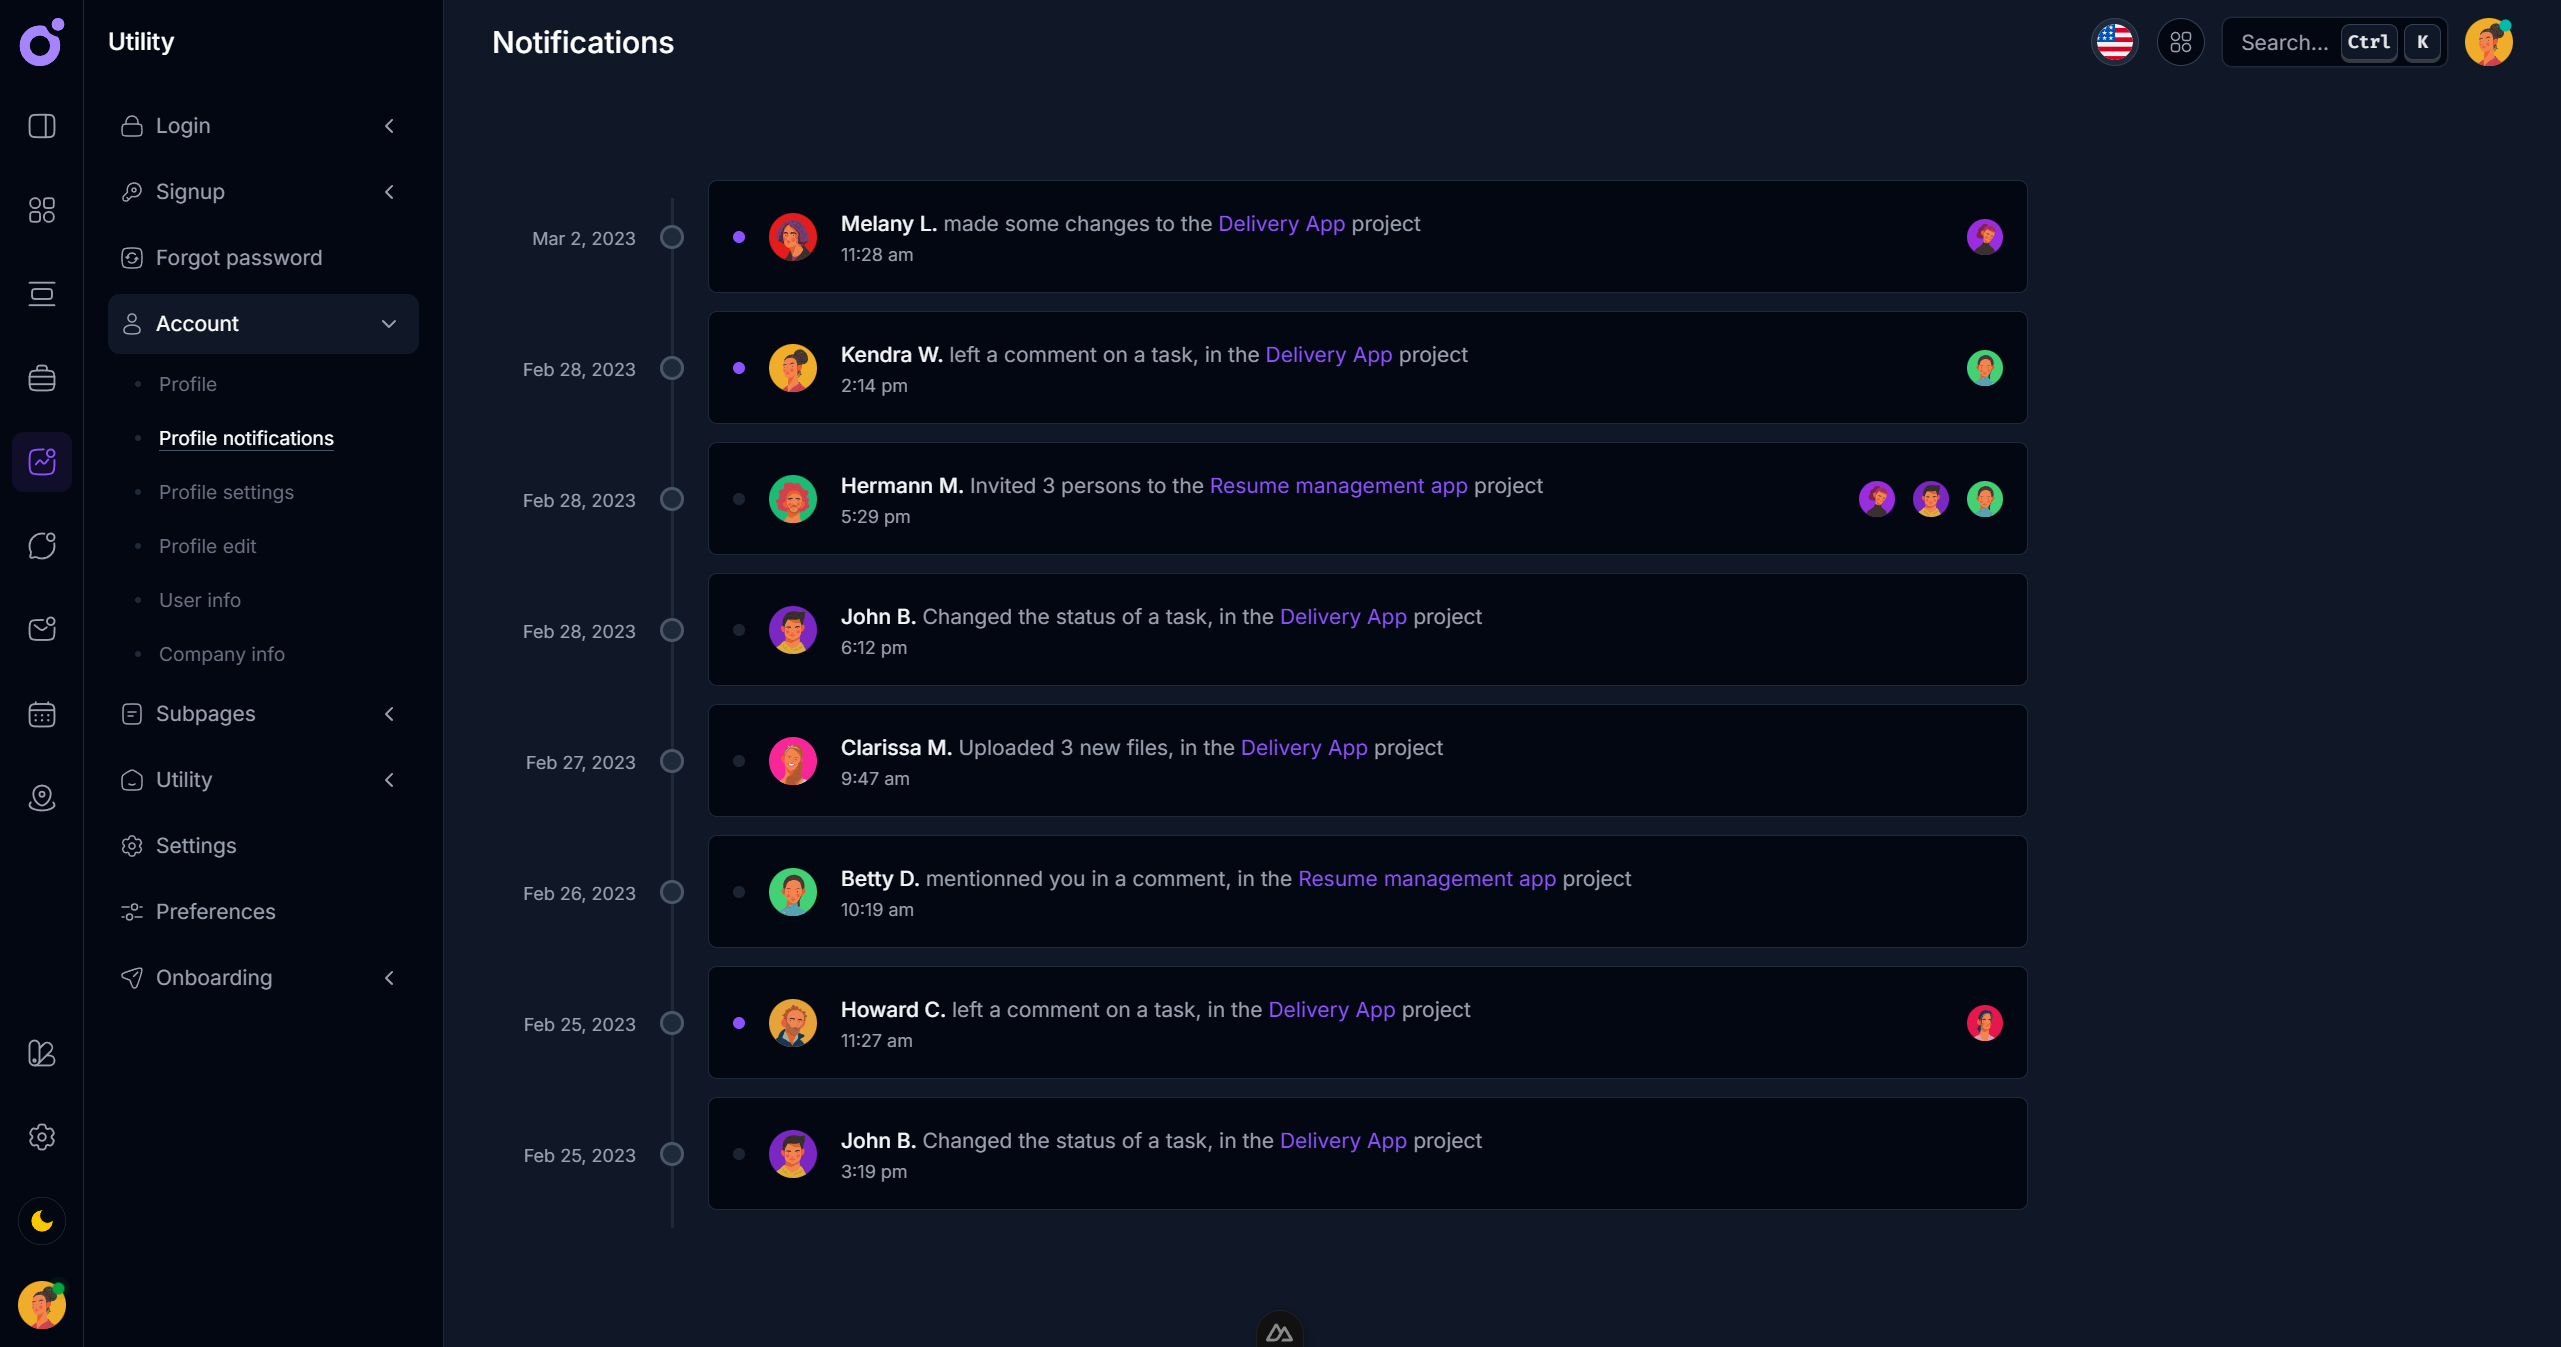 Utility
Notifications
Search...
Ctrl
K
Login
Signup
Forgot password
Account
Profile
Profile notifications
Profile settings
Profile edit
User info
Company info
Subpages
Utility
Settings
Preferences
Onboarding
Mar 2, 2023
Melany L. made some changes to the Delivery App project
11:28 am
Feb 28, 2023
Kendra W. left a comment on a task, in the Delivery App project
2:14 pm
Feb 28, 2023
Hermann M. Invited 3 persons to the Resume management app project
5:29 pm
Feb 28, 2023
John B. Changed the status of a task, in the Delivery App project
6:12 pm
Feb 27, 2023
Clarissa M. Uploaded 3 new files, in the Delivery App project
9:47 am
Feb 26, 2023
Betty D. mentionned you in a comment, in the Resume management app project
10:19 am
Feb 25, 2023
Howard C. left a comment on a task, in the Delivery App project
11:27 am
Feb 25, 2023
John B. Changed the status of a task, in the Delivery App project
3:19 pm